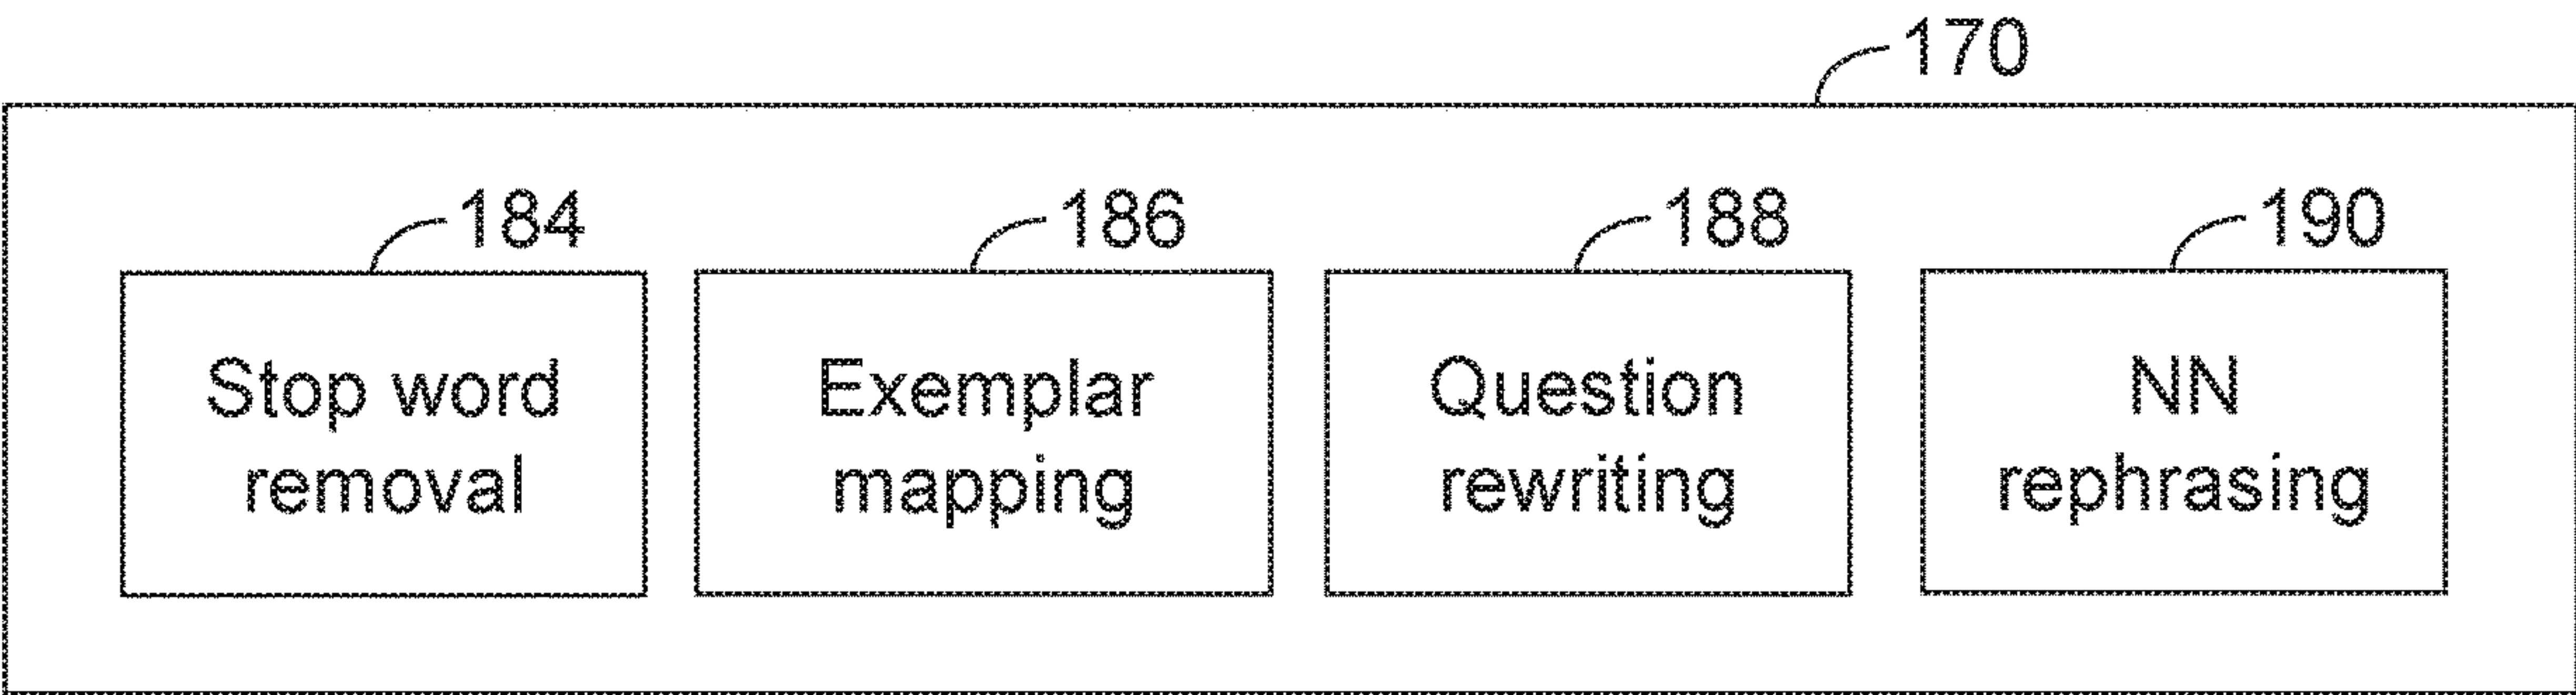 170
184
186
188
190
Stop word
removal
Exemplar
mapping
Question
rewriting
NN
rephrasing